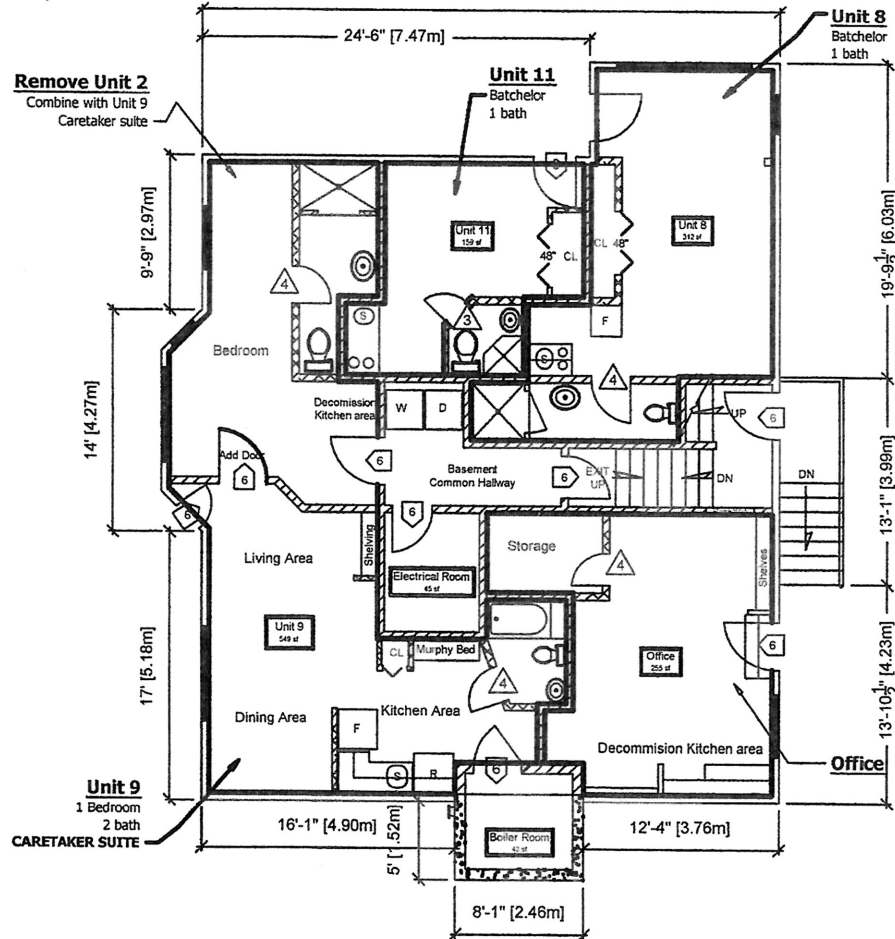 24'-6" [7.47m]
Unit 8
Batchelor
1 bath
Remove Unit 2
Combine with Unit 9
Caretaker suite
Unit 11
Batchelor
1 bath
9'-9" [2.97m]
19'-9½" [6.03m]
Unit 11
159 sf
Unit 8
312 sf
48"
CL
CL
48"
4
3
S
F
S
Bedroom
4
14' [4.27m]
Decomission
Kitchen area
W
D
UP
6
Add Door
6
6
Basement
Common Hallway
6
EXIT
UP
DN
DN
13'-1" [3.99m]
6
6
Living Area
Shelving
Storage
4
Shelves
Electrical Room
45 sf
Unit 9
549 sf
CL
Murphy Bed
4
Office
255 sf
6
17' [5.18m]
13'-10½" [4.23m]
Dining Area
F
Kitchen Area
S
R
6
Decommision Kitchen area
Office
Unit 9
1 Bedroom
2 bath
CARETAKER SUITE
16'-1" [4.90m]
5' [1.52m]
Boiler Room
42 sf
12'-4" [3.76m]
8'-1" [2.46m]